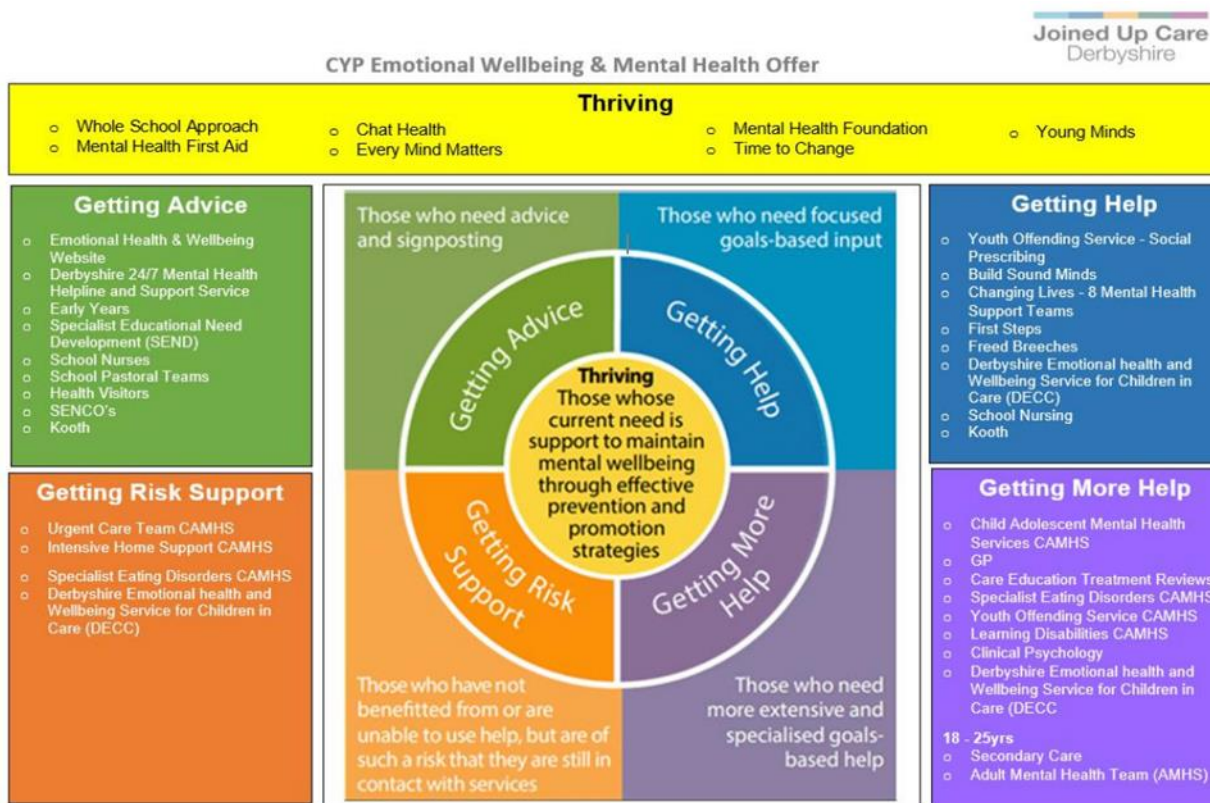 Joined Up Care
Derbyshire
CYP Emotional Wellbeing & Mental Health Offer
Thriving
o Whole School Approach
o Mental Health First Aid
o Chat Health
o Every Mind Matters
o Mental Health Foundation
o Time to Change
o Young Minds
Getting Advice
o Emotional Health & Wellbeing
Website
o Derbyshire 24/7 Mental Health
Helpline and Support Service
o Early Years
o Specialist Educational Need
Development (SEND)
o School Nurses
o School Pastoral Teams
o Health Visitors
o SENCO's
o Kooth
Getting Risk Support
o Urgent Care Team CAMHS
o Intensive Home Support CAMHS
o Specialist Eating Disorders CAMHS
o Derbyshire Emotional health and
Wellbeing Service for Children in
Care (DECC)
Those who need advice
and signposting
Those who need focused
goals-based input
Getting Advice
Getting Help
Thriving
Those whose
current need is
support to maintain
mental wellbeing
through effective
prevention and
promotion
strategies
Getting Risk
Support
Getting More
Help
Those who have not
benefitted from or are
unable to use help, but are of
such a risk that they are still in
contact with services
Those who need
more extensive and
specialised goals-
based help
Getting Help
o Youth Offending Service - Social
Prescribing
o Build Sound Minds
o Changing Lives - 8 Mental Health
Support Teams
o First Steps
o Freed Breeches
o Derbyshire Emotional health and
Wellbeing Service for Children in
Care (DECC)
o School Nursing
o Kooth
Getting More Help
o Child Adolescent Mental Health
Services CAMHS
o GP
o Care Education Treatment Reviews
o Specialist Eating Disorders CAMHS
o Youth Offending Service CAMHS
o Learning Disabilities CAMHS
o Clinical Psychology
o Derbyshire Emotional health and
Wellbeing Service for Children in
Care (DECC
18 - 25yrs
o Secondary Care
o Adult Mental Health Team (AMHS)